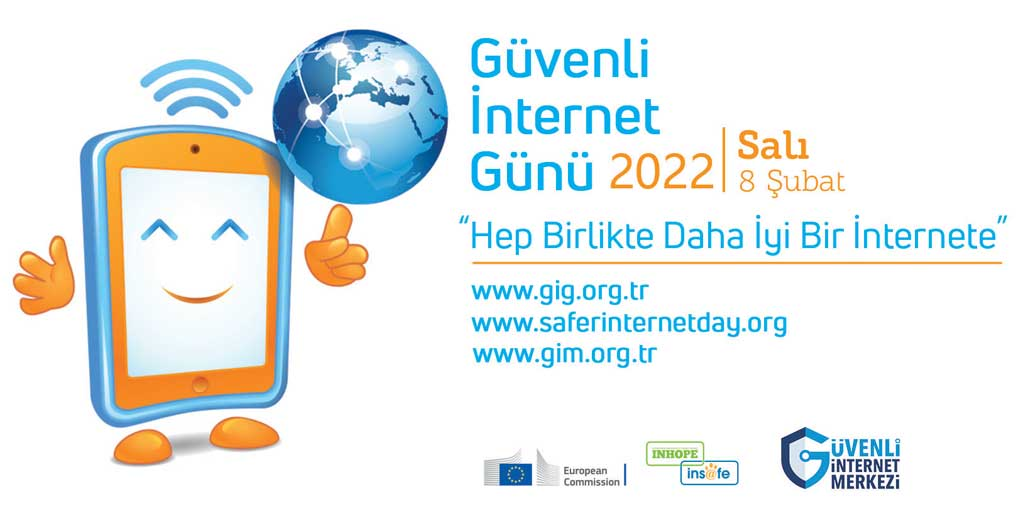 Güvenli
İnternet
Günü 2022
Salı
8 Şubat
“Hep Birlikte Daha İyi Bir İnternete”
www.gig.org.tr
www.saferinternetday.org
www.gim.org.tr
European
Commission
INHOPE
ins@fe
GÜVENLİ
İNTERNET
MERKEZİ